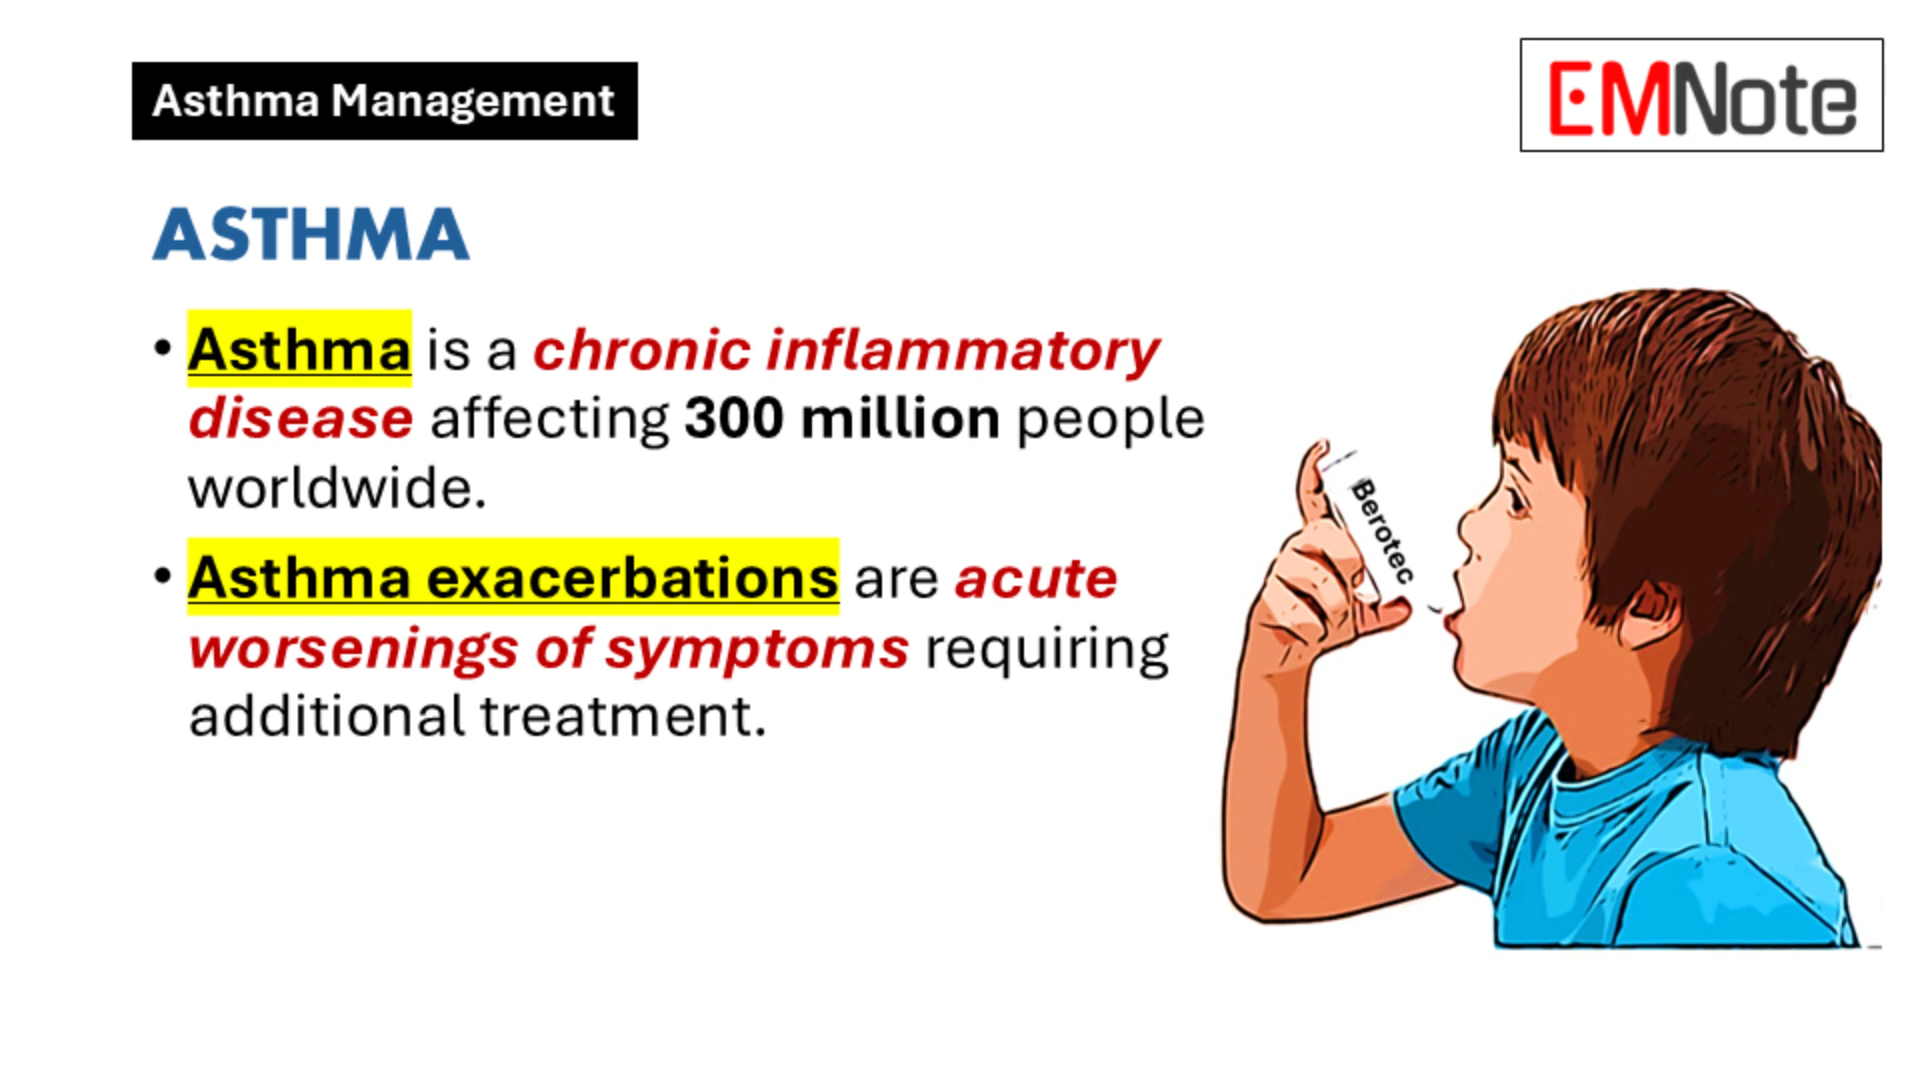 Asthma Management
EMNote
ASTHMA
• Asthma is a chronic inflammatory
disease affecting 300 million people
worldwide.
• Asthma exacerbations are acute
worsenings of symptoms requiring
additional treatment.
Berotec